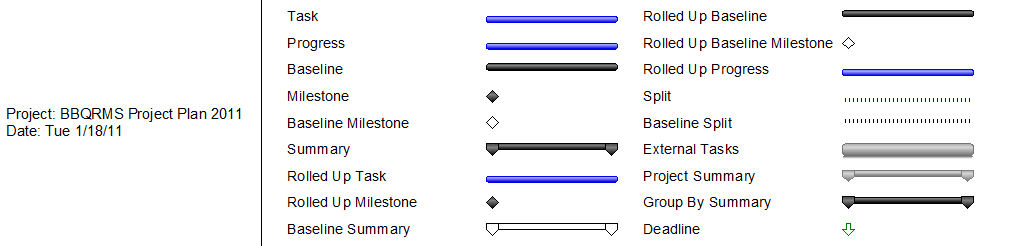 Project: BBQRMS Project Plan 2011
Date: Tue 1/18/11
Task
Progress
Baseline
Milestone
Baseline Milestone
Summary
Rolled Up Task
Rolled Up Milestone
Baseline Summary
Rolled Up Baseline
Rolled Up Baseline Milestone
Rolled Up Progress
Split
Baseline Split
External Tasks
Project Summary
Group By Summary
Deadline